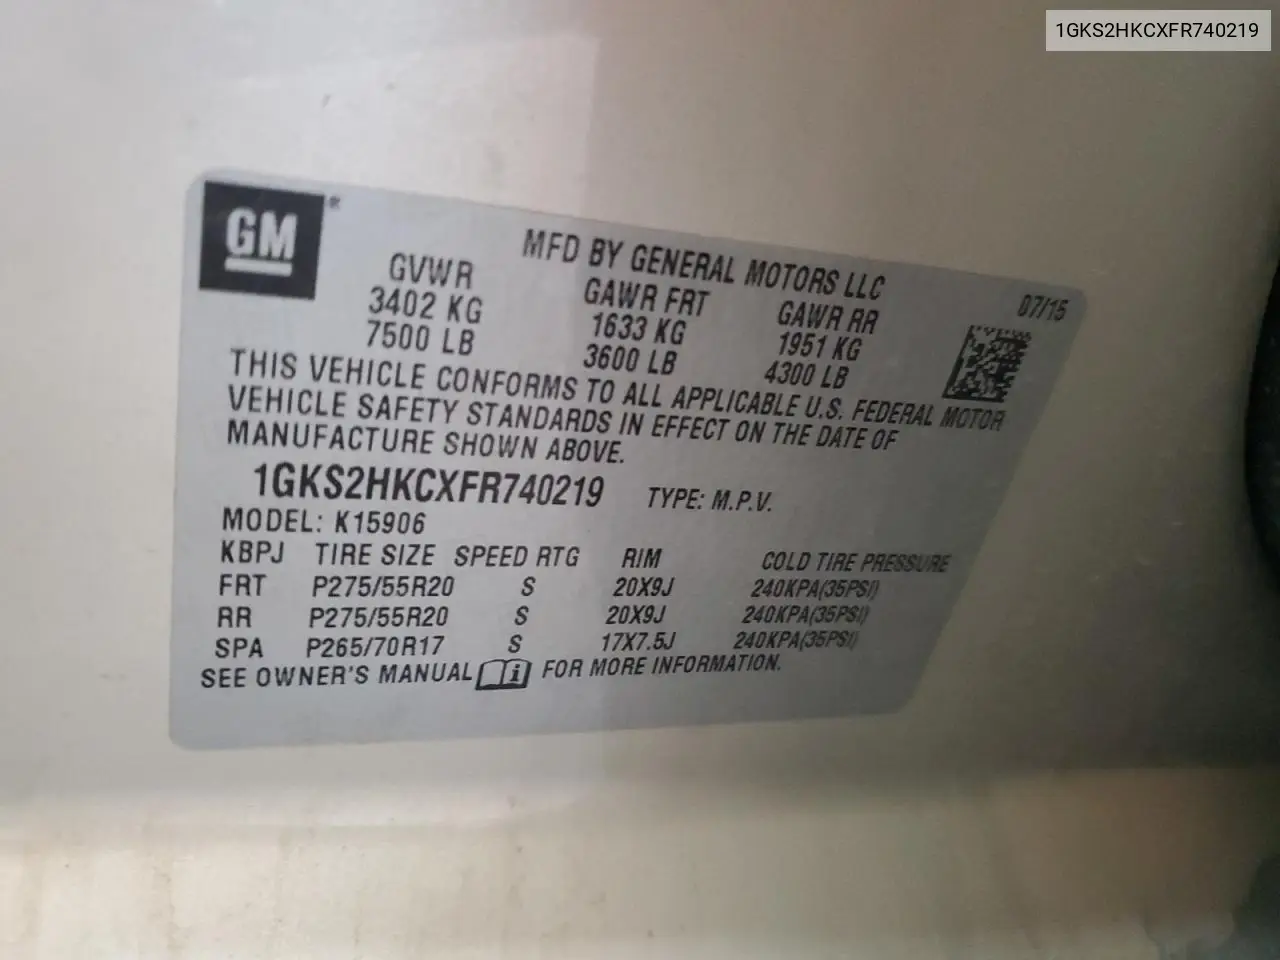 1GKS2HKCXFR740219
GM®
MFD BY GENERAL MOTORS LLC
07/15
GVWR GAWR FRT GAWR RR
3402 KG 1633 KG 1951 KG
7500 LB 3600 LB 4300 LB
THIS VEHICLE CONFORMS TO ALL APPLICABLE U.S. FEDERAL MOTOR
VEHICLE SAFETY STANDARDS IN EFFECT ON THE DATE OF
MANUFACTURE SHOWN ABOVE.
1GKS2HKCXFR740219 TYPE: M.P.V.
MODEL: K15906
KBPJ TIRE SIZE SPEED RTG RIM COLD TIRE PRESSURE
FRT P275/55R20 S 20X9J 240KPA(35PSI)
RR P275/55R20 S 20X9J 240KPA(35PSI)
SPA P265/70R17 S 17X7.5J 240KPA(35PSI)
SEE OWNER'S MANUAL i FOR MORE INFORMATION.